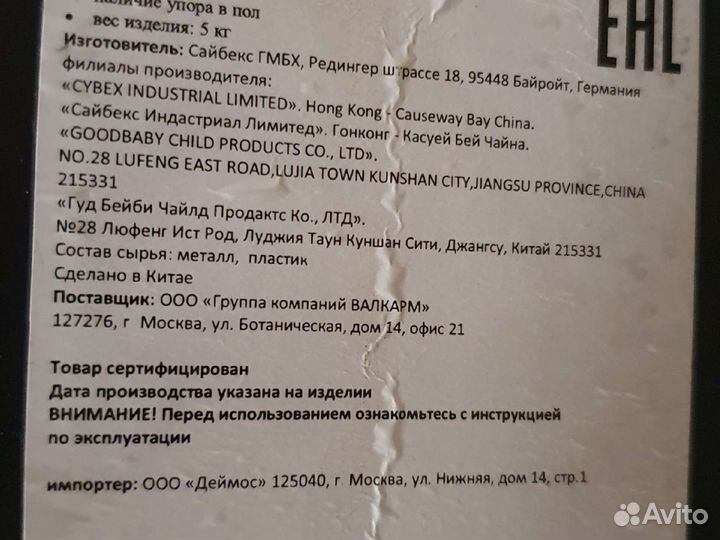 наличие упора в пол
• вес изделия: 5 кг
EAC
Изготовитель: Сайбекс ГМБХ, Редингер штрассе 18, 95448 Байройт, Германия
филиалы производителя:
«CYBEX INDUSTRIAL LIMITED». Hong Kong - Causeway Bay China.
«Сайбекс Индастриал Лимитед». Гонконг - Касуей Бей Чайна.
«GOODBABY CHILD PRODUCTS CO., LTD».
NO.28 LUFENG EAST ROAD,LUJIA TOWN KUNSHAN CITY,JIANGSU PROVINCE,CHINA
215331
«Гуд Бейби Чайлд Продактс Ко., ЛТД».
№28 Люфенг Ист Род, Луджия Таун Куншан Сити, Джангсу, Китай 215331
Состав сырья: металл, пластик
Сделано в Китае
Поставщик: ООО «Группа компаний ВАЛКАРМ»
127276, г Москва, ул. Ботаническая, дом 14, офис 21
Товар сертифицирован
Дата производства указана на изделии
ВНИМАНИЕ! Перед использованием ознакомьтесь с инструкцией
по эксплуатации
импортер: ООО «Деймос» 125040, г Москва, ул. Нижняя, дом 14, стр.1
Avito